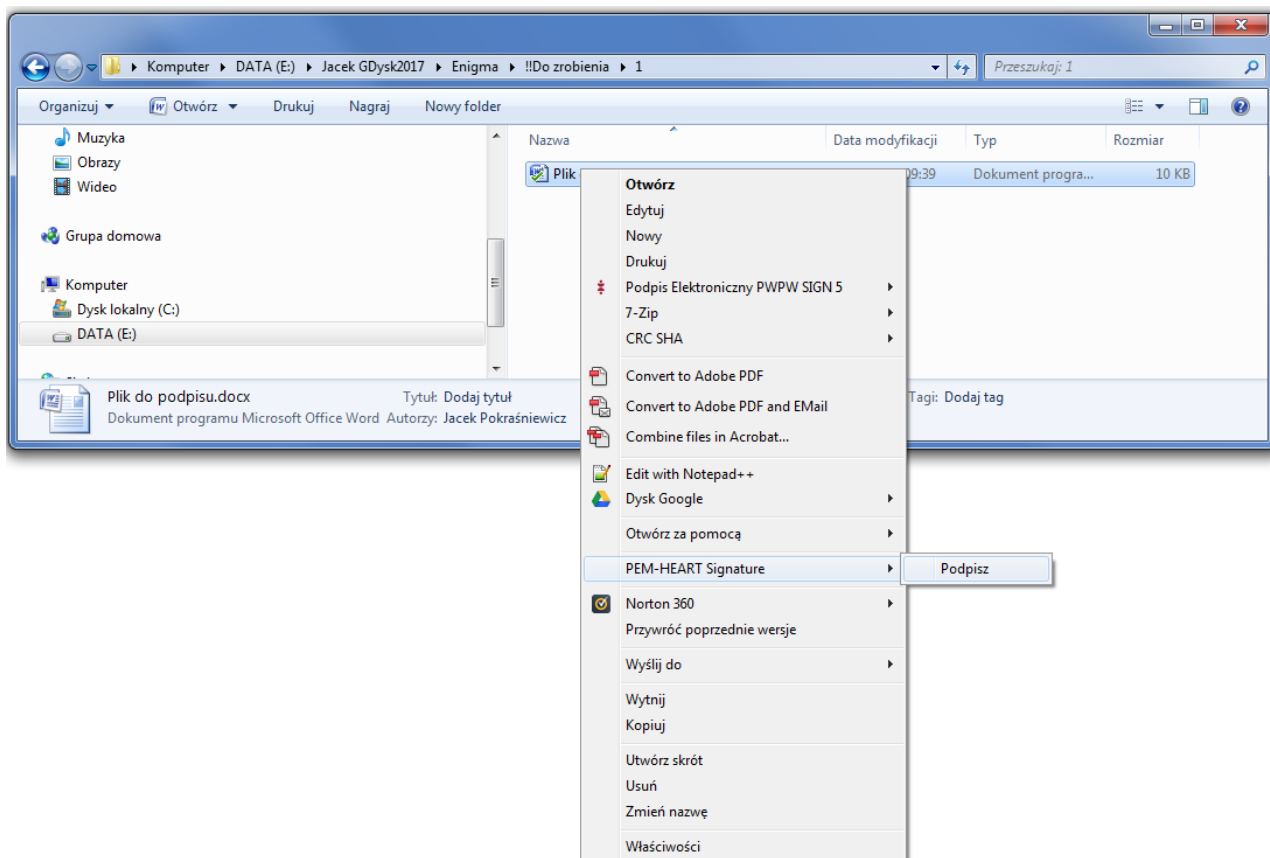 Komputer DATA (E:) Jacek GDysk2017 Enigma !!Do zrobienia 1 Przeszukaj: 1
Organizuj Otwórz Drukuj Nagraj Nowy folder
Muzyka
Obrazy
Wideo
Grupa domowa
Komputer
Dysk lokalny (C:)
DATA (E:)
Nazwa Data modyfikacji Typ Rozmiar
Plik 09:39 Dokument progra... 10 KB
Otwórz
Edytuj
Nowy
Drukuj
Podpis Elektroniczny PWPW SIGN 5
7-Zip
CRC SHA
Convert to Adobe PDF
Convert to Adobe PDF and EMail
Combine files in Acrobat...
Edit with Notepad++
Dysk Google
Otwórz za pomocą
PEM-HEART Signature
Podpisz
Norton 360
Przywróć poprzednie wersje
Wyślij do
Wytnij
Kopiuj
Utwórz skrót
Usuń
Zmień nazwę
Właściwości
Plik do podpisu.docx Tytuł: Dodaj tytuł Tagi: Dodaj tag
Dokument programu Microsoft Office Word Autorzy: Jacek Pokraśniewicz